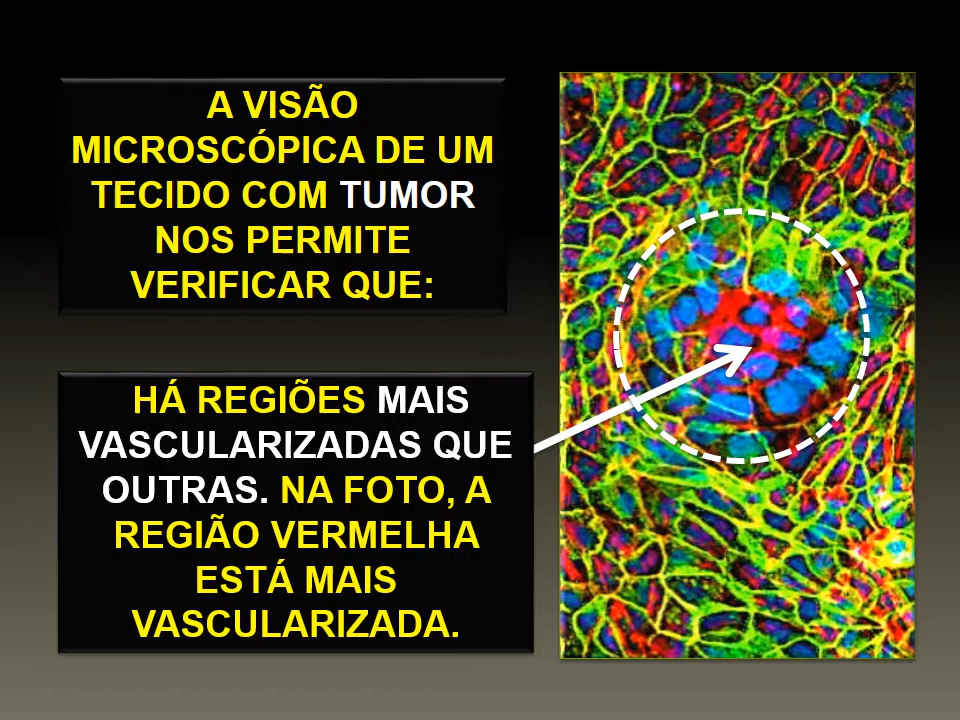 A VISÃO
MICROSCÓPICA DE UM
TECIDO COM TUMOR
NOS PERMITE
VERIFICAR QUE:
HÁ REGIÕES MAIS
VASCULARIZADAS QUE
OUTRAS. NA FOTO, A
REGIÃO VERMELHA
ESTÁ MAIS
VASCULARIZADA.